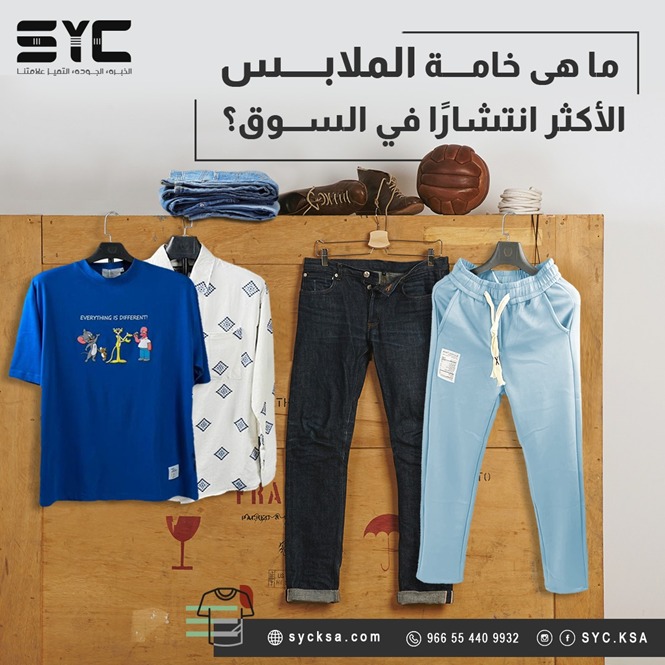 SYC
الخبرة، الجودة، التميز علامتنا
ما هى خامة الملابس
الأكثر انتشارًا في السوق؟
EVERYTHING IS DIFFERENT!
sycksa.com
966 55 440 9932
SYC.KSA